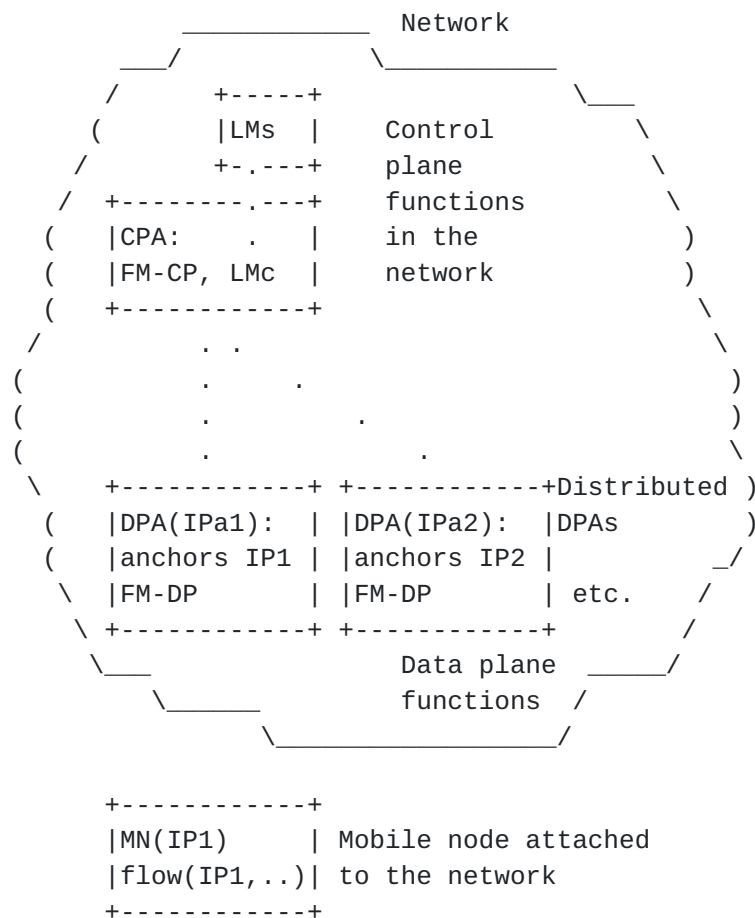 Network
+-----+
|LMs | Control
+-.---+ plane
+--------.---+ functions
|CPA: . | in the
|FM-CP, LMc | network
+------------+
+------------+ +------------+Distributed
|DPA(IPa1): | |DPA(IPa2): |DPAs
|anchors IP1 | |anchors IP2 |
|FM-DP | |FM-DP | etc.
+------------+ +------------+
Data plane
functions
+------------+
|MN(IP1) | Mobile node attached
|flow(IP1,..)| to the network
+------------+